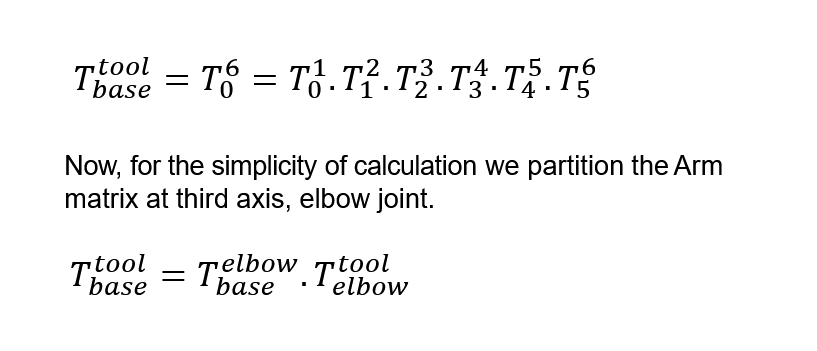 T_{base}^{tool} = T_0^6 = T_0^1 . T_1^2 . T_2^3 . T_3^4 . T_4^5 . T_5^6
Now, for the simplicity of calculation we partition the Arm
matrix at third axis, elbow joint.
T_{base}^{tool} = T_{base}^{elbow} . T_{elbow}^{tool}